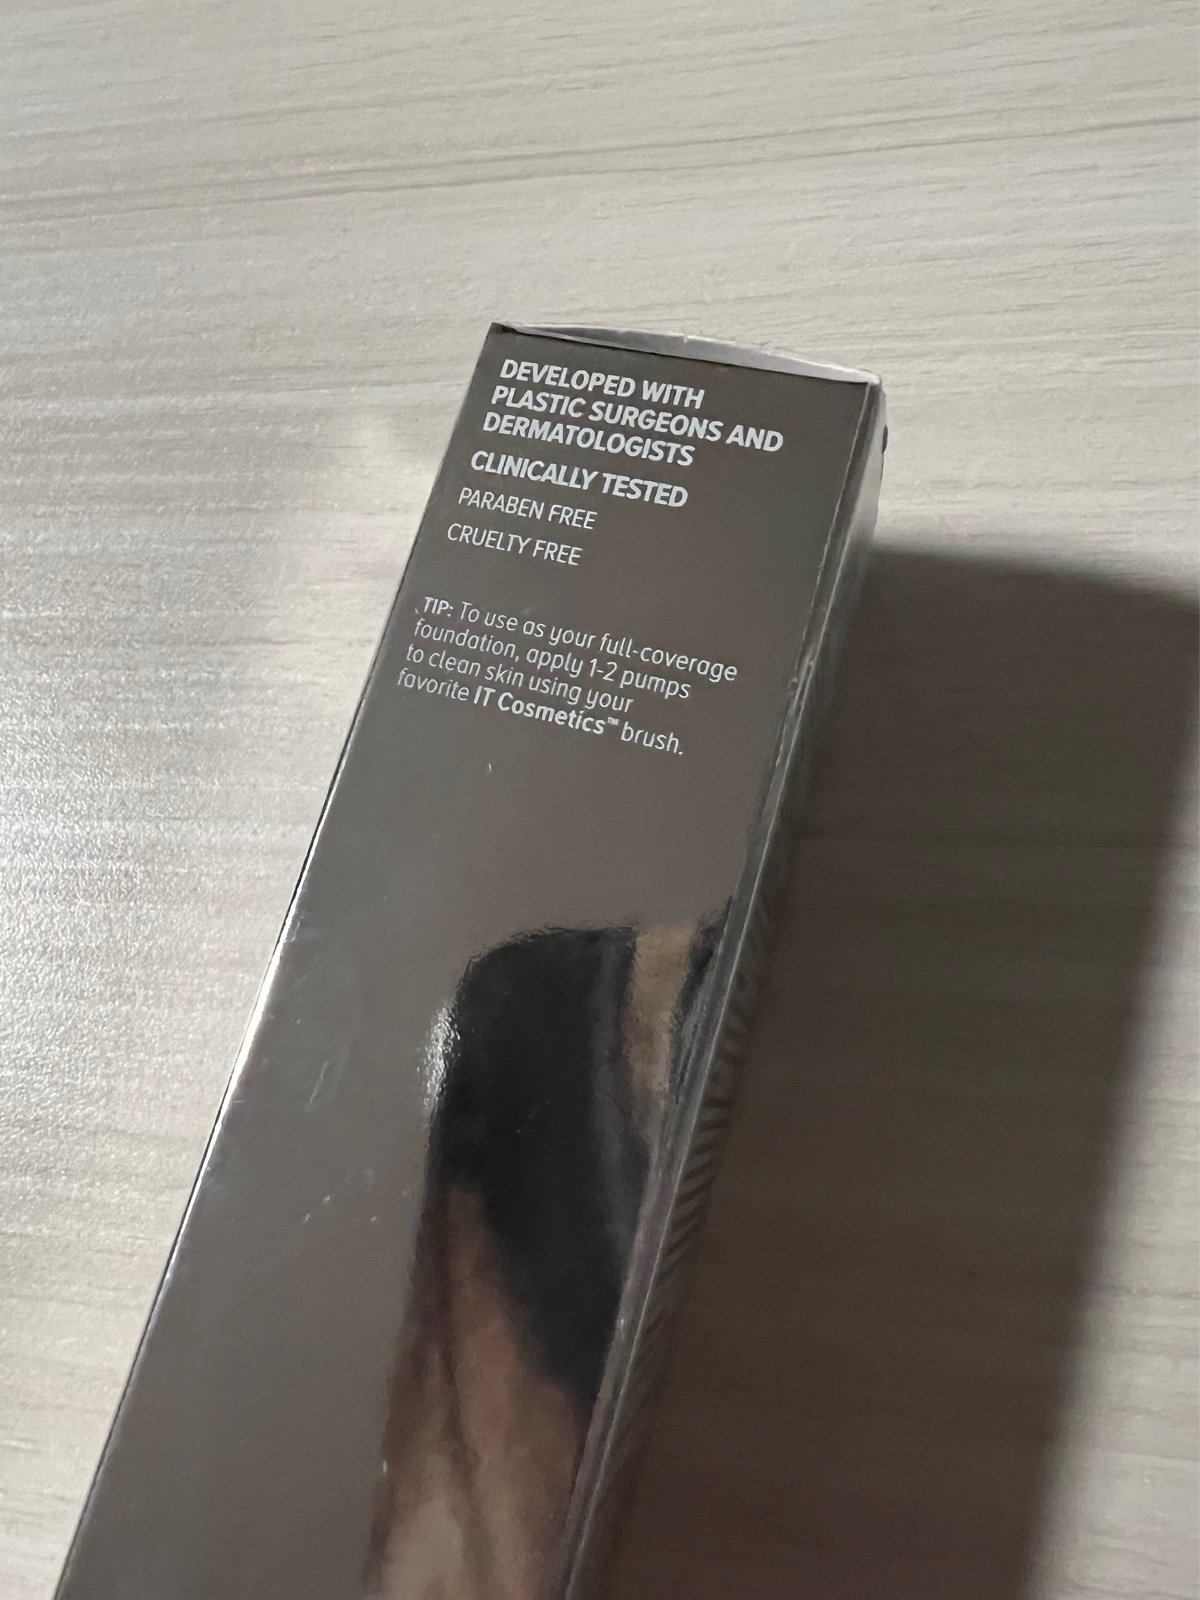 DEVELOPED WITH
PLASTIC SURGEONS AND
DERMATOLOGISTS
CLINICALLY TESTED
PARABEN FREE
CRUELTY FREE
TIP: To use as your full-coverage
foundation, apply 1-2 pumps
to clean skin using your
favorite IT Cosmetics™ brush.